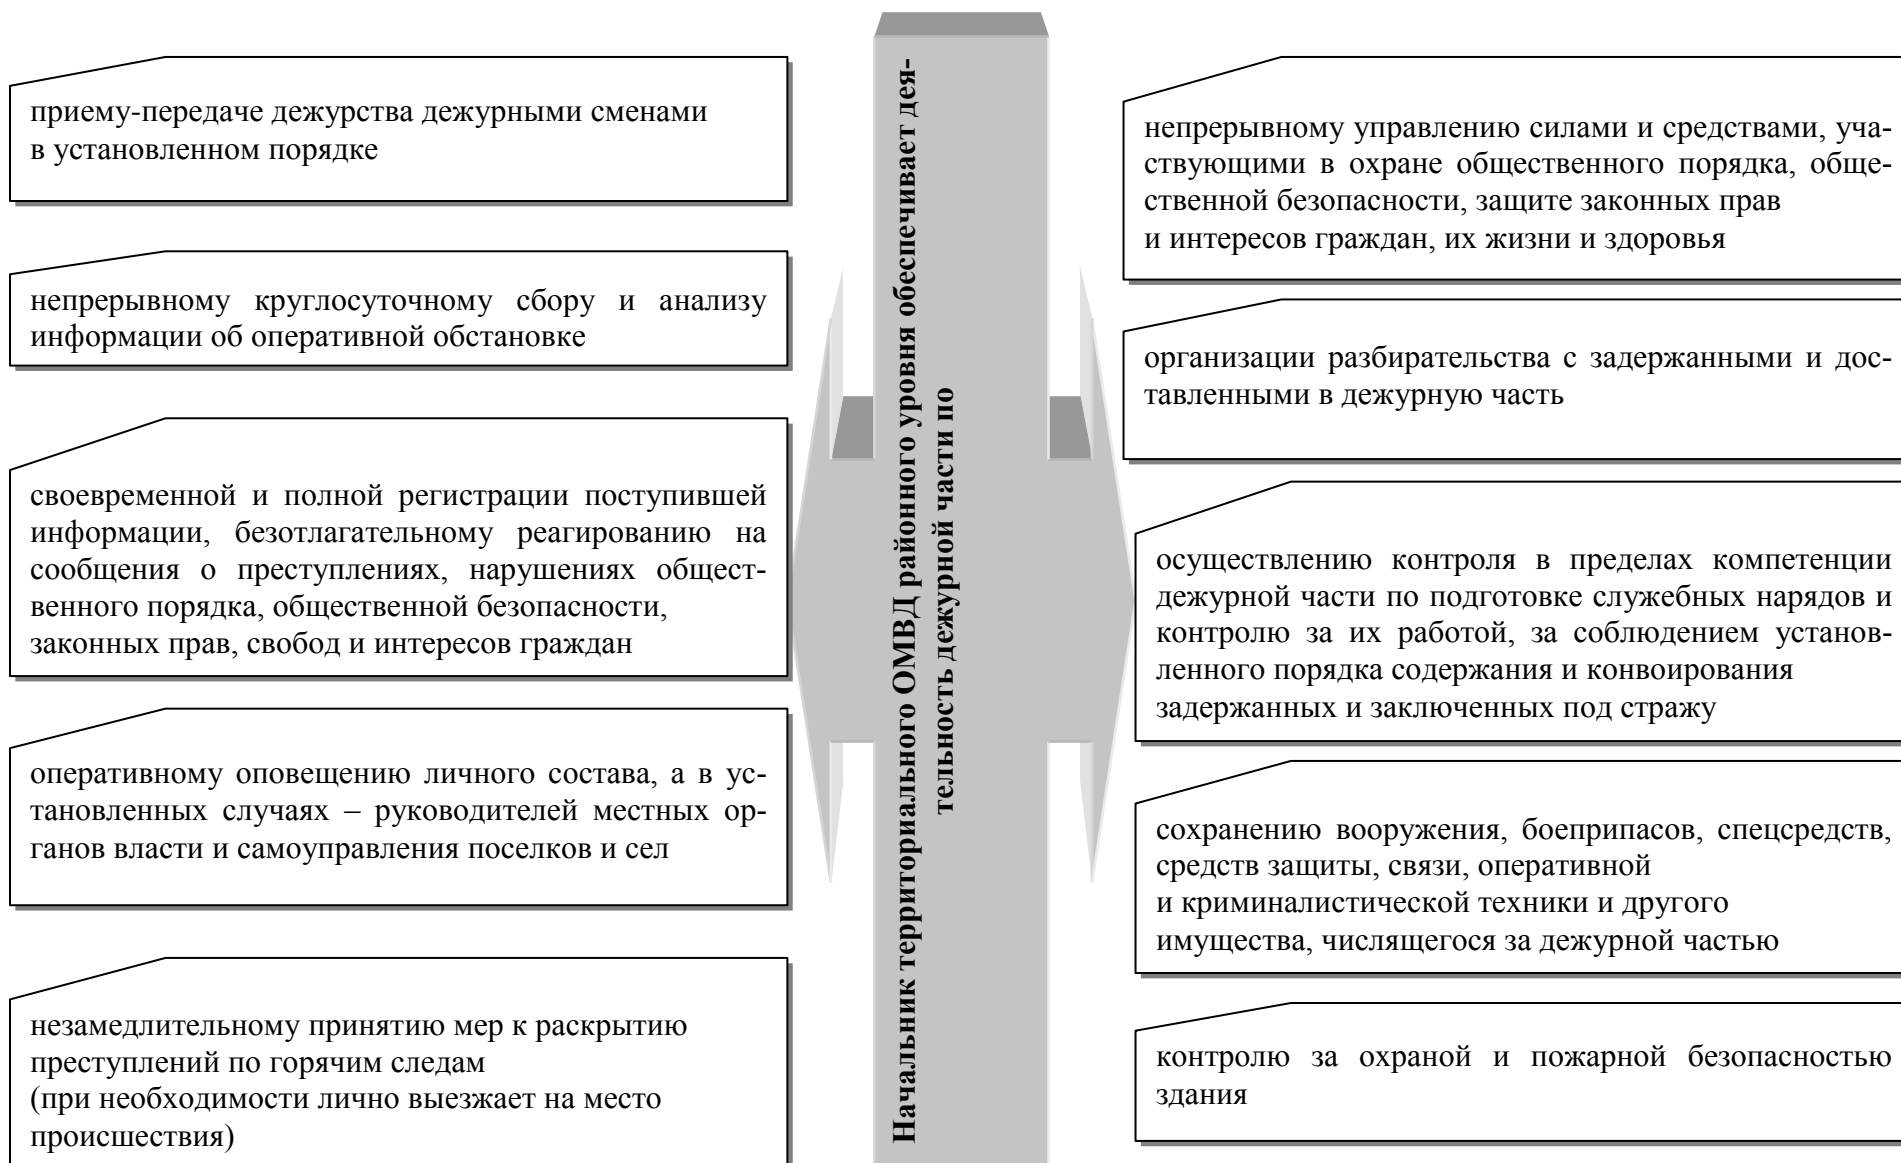 приему-передаче дежурства дежурными сменами
в установленном порядке
непрерывному круглосуточному сбору и анализу
информации об оперативной обстановке
своевременной и полной регистрации поступившей
информации, безотлагательному реагированию на
сообщения о преступлениях, нарушениях общест-
венного порядка, общественной безопасности,
законных прав, свобод и интересов граждан
оперативному оповещению личного состава, а в ус-
тановленных случаях – руководителей местных ор-
ганов власти и самоуправления поселков и сел
незамедлительному принятию мер к раскрытию
преступлений по горячим следам
(при необходимости лично выезжает на место
происшествия)
Начальник территориального ОМВД районного уровня обеспечивает дея-
тельность дежурной части по
непрерывному управлению силами и средствами, уча-
ствующими в охране общественного порядка, обще-
ственной безопасности, защите законных прав
и интересов граждан, их жизни и здоровья
организации разбирательства с задержанными и дос-
тавленными в дежурную часть
осуществлению контроля в пределах компетенции
дежурной части по подготовке служебных нарядов и
контролю за их работой, за соблюдением установ-
ленного порядка содержания и конвоирования
задержанных и заключенных под стражу
сохранению вооружения, боеприпасов, спецсредств,
средств защиты, связи, оперативной
и криминалистической техники и другого
имущества, числящегося за дежурной частью
контролю за охраной и пожарной безопасностью
здания